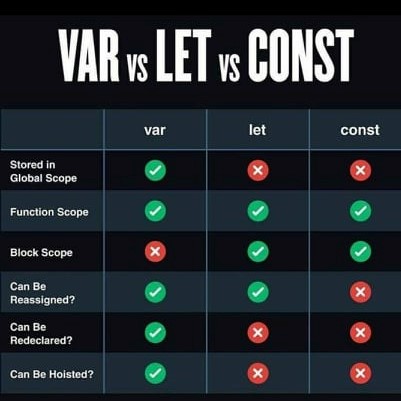 VAR vs LET vs CONST
var let const
Stored in
Global Scope
Function Scope
Block Scope
Can Be
Reassigned?
Can Be
Redeclared?
Can Be Hoisted?